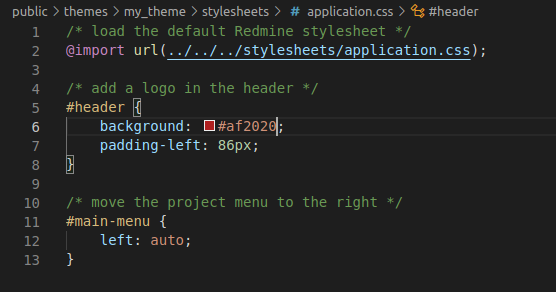 public > themes > my_theme > stylesheets > # application.css > #header
1 /* load the default Redmine stylesheet */
2 @import url(../../../stylesheets/application.css);
3
4 /* add a logo in the header */
5 #header {
6     background: #af2020;
7     padding-left: 86px;
8 }
9
10 /* move the project menu to the right */
11 #main-menu {
12     left: auto;
13 }